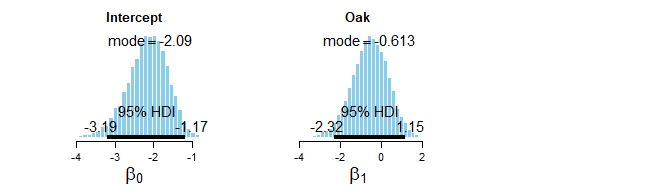 Intercept
mode = -2.09
95% HDI
-3.19 -1.17
-4 -3 -2 -1
β0
Oak
mode = -0.613
95% HDI
-2.32 1.15
-4 -2 0 2
β1